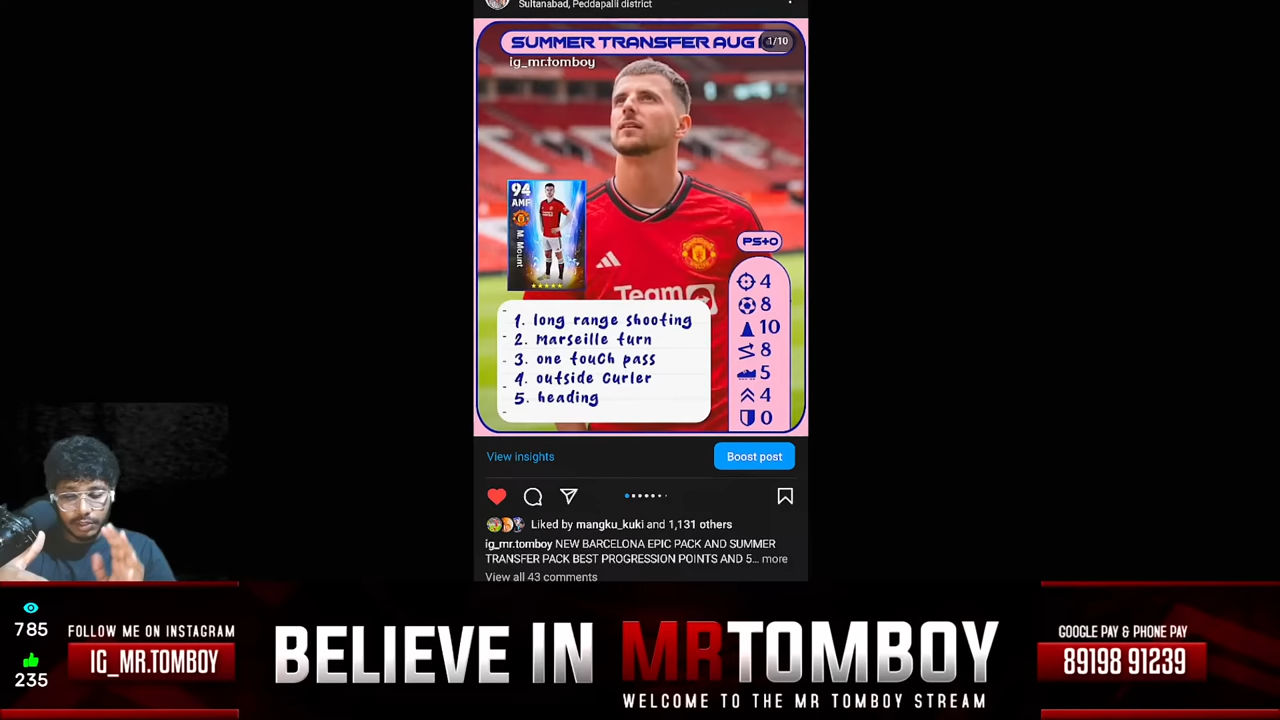 Sultanabad, Peddapalli district
SUMMER TRANSFER AUG
1/10
ig_mr.tomboy
94
AMF
M. Mount
Team
PS+0
4
8
10
8
5
4
0
1. long range shooting
2. Marseille turn
3. one touch pass
4. outside Curler
5. heading
View insights
Boost post
Liked by mangku_kuki and 1,131 others
ig_mr.tomboy NEW BARCELONA EPIC PACK AND SUMMER
TRANSFER PACK BEST PROGRESSION POINTS AND 5... more
View all 43 comments
785
235
FOLLOW ME ON INSTAGRAM
IG_MR.TOMBOY
BELIEVE IN MRTOMBOY
WELCOME TO THE MR TOMBOY STREAM
GOOGLE PAY & PHONE PAY
89198 91239